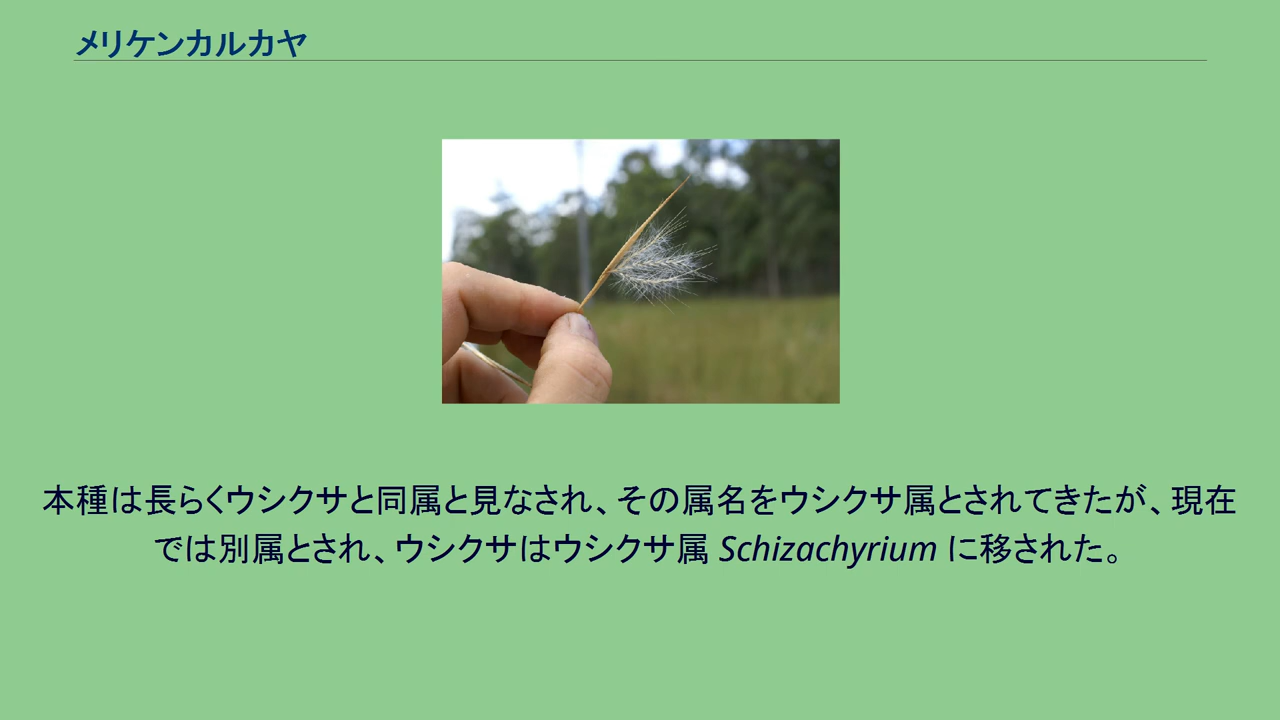 メリケンカルカヤ
本種は長らくウシクサと同属と見なされ、その属名をウシクサ属とされてきたが、現在
では別属とされ、ウシクサはウシクサ属 Schizachyrium に移された。